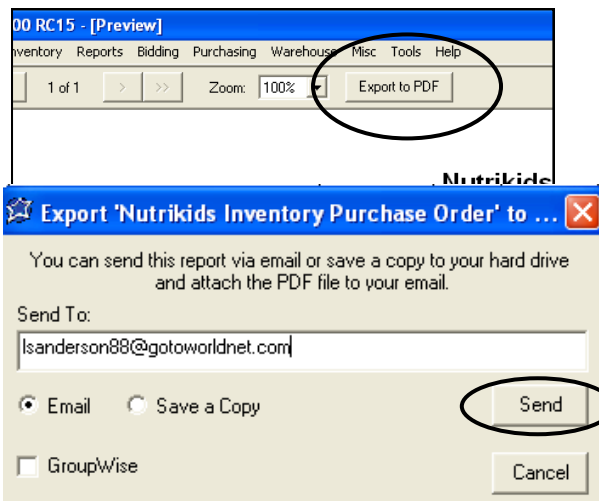 00 RC15 - [Preview]
nventory Reports Bidding Purchasing Warehouse Misc Tools Help
1 of 1 > >> Zoom: 100% Export to PDF
Nutrikids
Export 'Nutrikids Inventory Purchase Order' to ...
You can send this report via email or save a copy to your hard drive
and attach the PDF file to your email.
Send To:
lsanderson88@gotoworldnet.com
Email Save a Copy Send
GroupWise Cancel